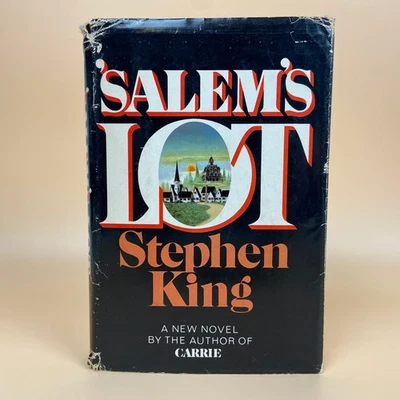 'SALEM'S
LOT
Stephen
King
A NEW NOVEL
BY THE AUTHOR OF
CARRIE